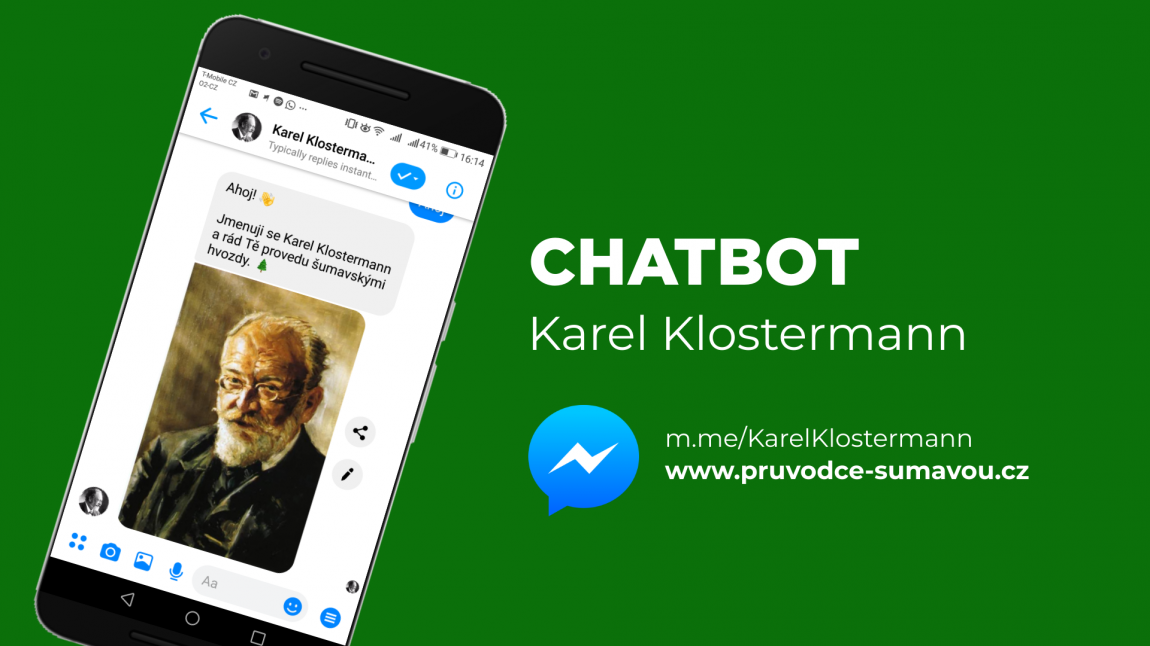 T-Mobile CZ
O2-CZ
41% 16:14
Karel Klosterma...
Typically replies instant...
Ahoj! 👋
Jmenuji se Karel Klostermann
a rád Tě provedu šumavskými
hvozdy. 🌲
Aa
CHATBOT
Karel Klostermann
m.me/KarelKlostermann
www.pruvodce-sumavou.cz